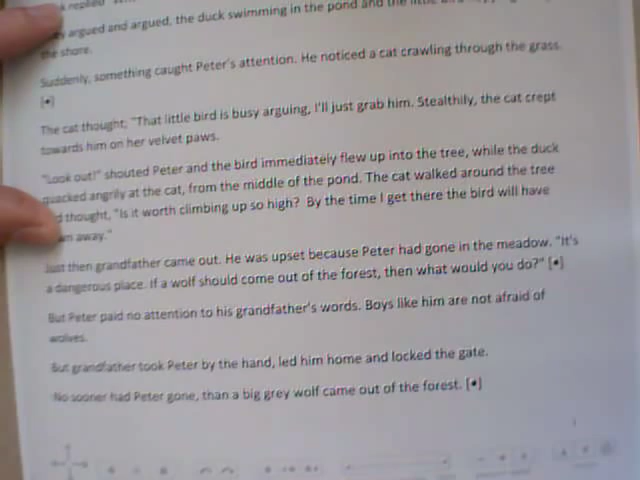 replied
argued and argued, the duck swimming in the pond and the little
the shore.
Suddenly, something caught Peter's attention. He noticed a cat crawling through the grass.
[•]
The cat thought, "That little bird is busy arguing, I'll just grab him. Stealthily, the cat crept
towards him on her velvet paws.
"Look out!" shouted Peter and the bird immediately flew up into the tree, while the duck
quacked angrily at the cat, from the middle of the pond. The cat walked around the tree
thought, "Is it worth climbing up so high? By the time I get there the bird will have
away."
Just then grandfather came out. He was upset because Peter had gone in the meadow. "It's
a dangerous place. If a wolf should come out of the forest, then what would you do?" [•]
But Peter paid no attention to his grandfather's words. Boys like him are not afraid of
wolves.
But grandfather took Peter by the hand, led him home and locked the gate.
No sooner had Peter gone, than a big grey wolf came out of the forest. [•]